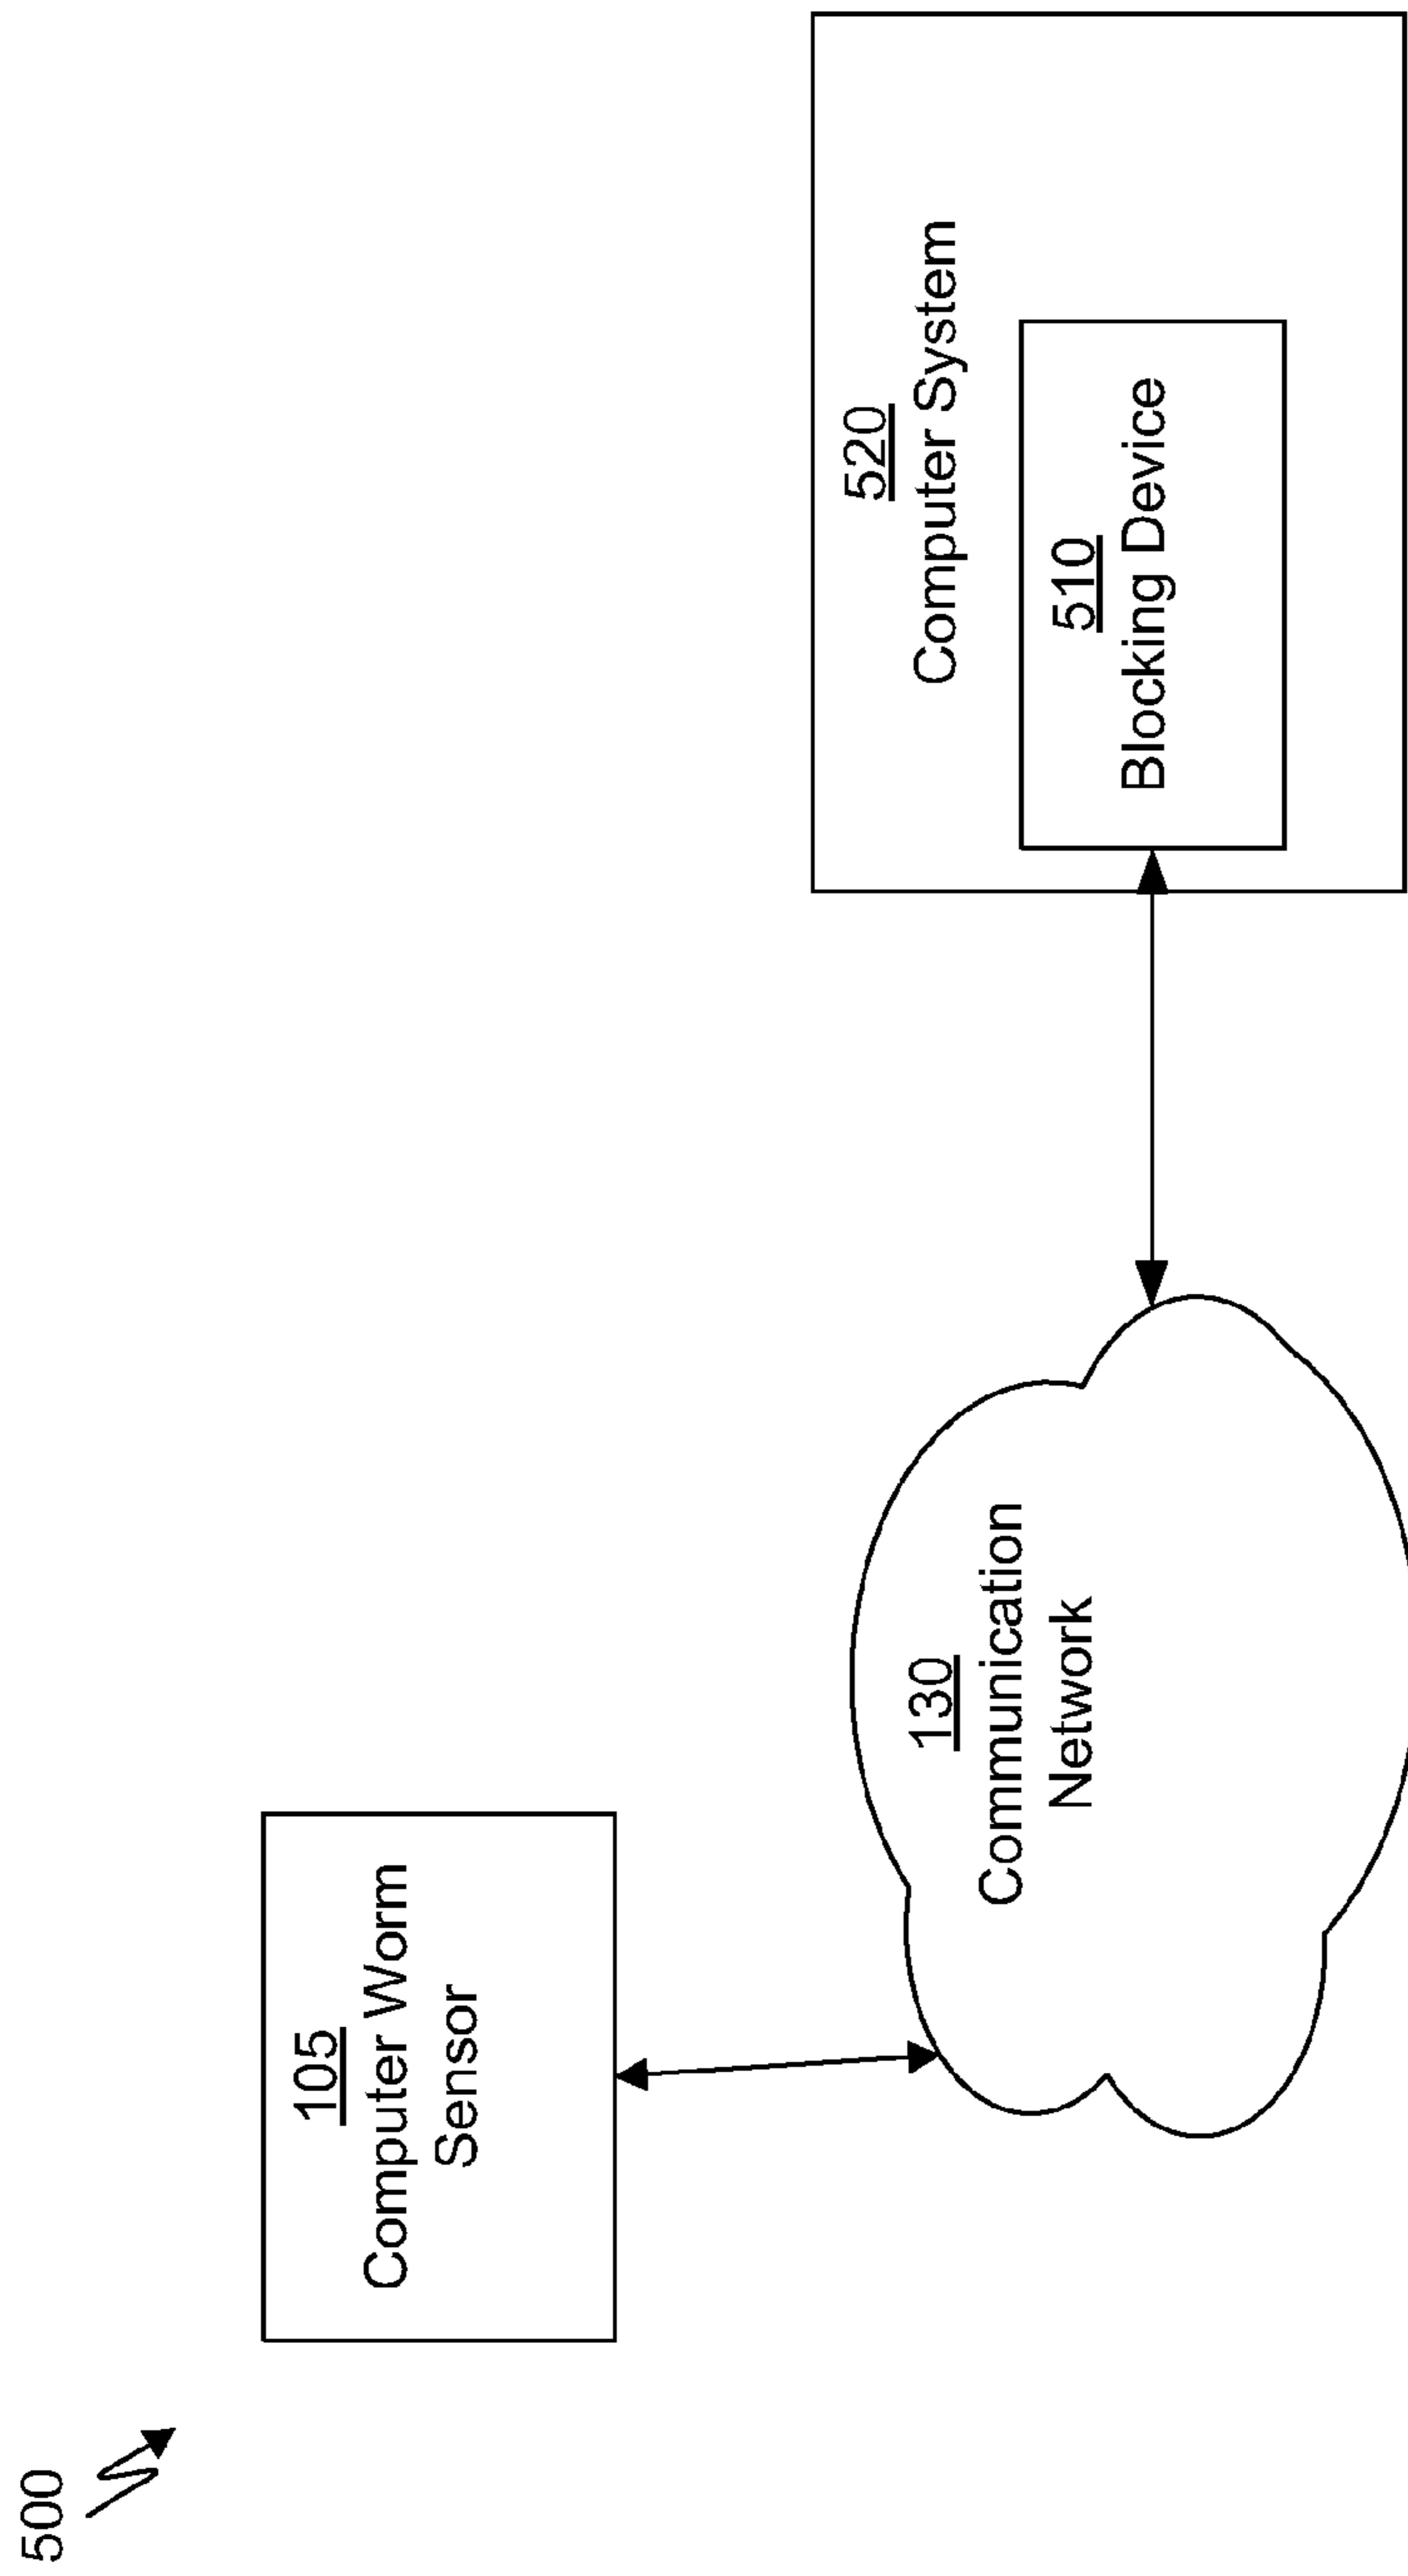 500
105
Computer Worm
Sensor
130
Communication
Network
520
Computer System
510
Blocking Device